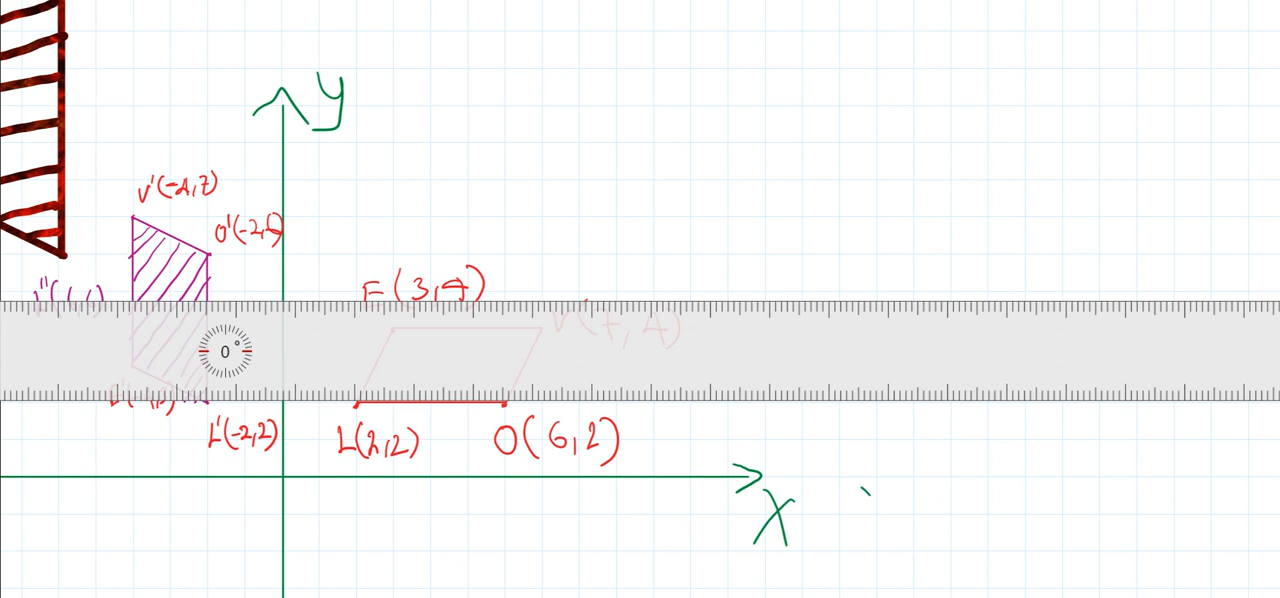 y
V'(-4,7)
O'(-2,6)
E(3,4)
V(7,4)
0°
L'(-2,2)
L(2,2)
O(6,2)
X